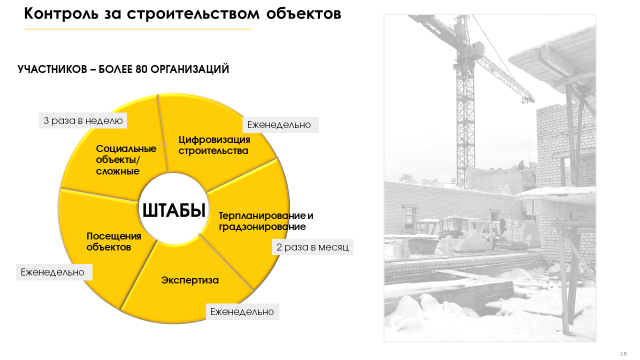 Контроль за строительством объектов
УЧАСТНИКОВ – БОЛЕЕ 80 ОРГАНИЗАЦИЙ
3 раза в неделю
Еженедельно
Социальные
объекты/
сложные
Цифровизация
строительства
ШТАБЫ
Терпланирование и
градзонирование
2 раза в месяц
Посещения
объектов
Еженедельно
Экспертиза
Еженедельно